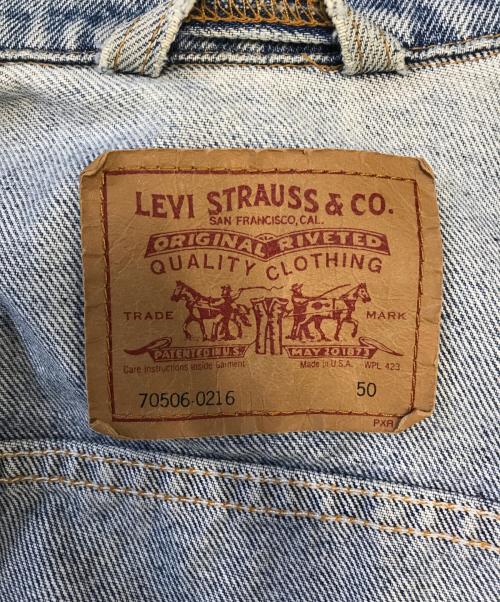 LEVI STRAUSS & CO.
SAN FRANCISCO, CAL.
ORIGINAL RIVETED
QUALITY CLOTHING
TRADE MARK
PATENTED IN U.S. MAY 20 1873
Care Instructions Inside Garment Made in U.S.A. WPL 423
70506-0216 50
PXR